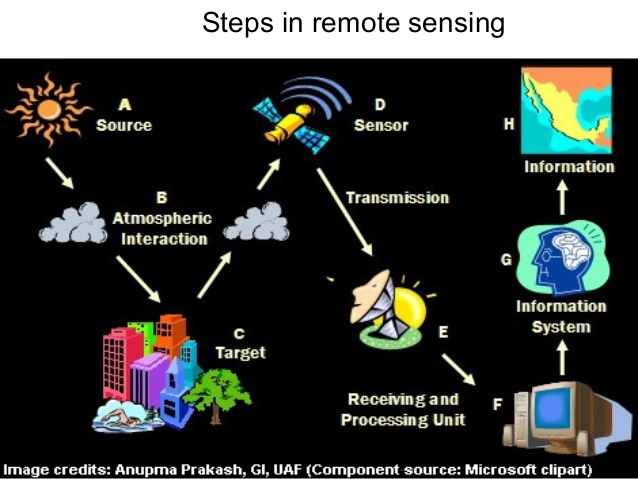 Steps in remote sensing
A
Source
B
Atmospheric
Interaction
C
Target
D
Sensor
Transmission
E
Receiving and
Processing Unit
F
G
Information
System
H
Information
Image credits: Anupma Prakash, GI, UAF (Component source: Microsoft clipart)